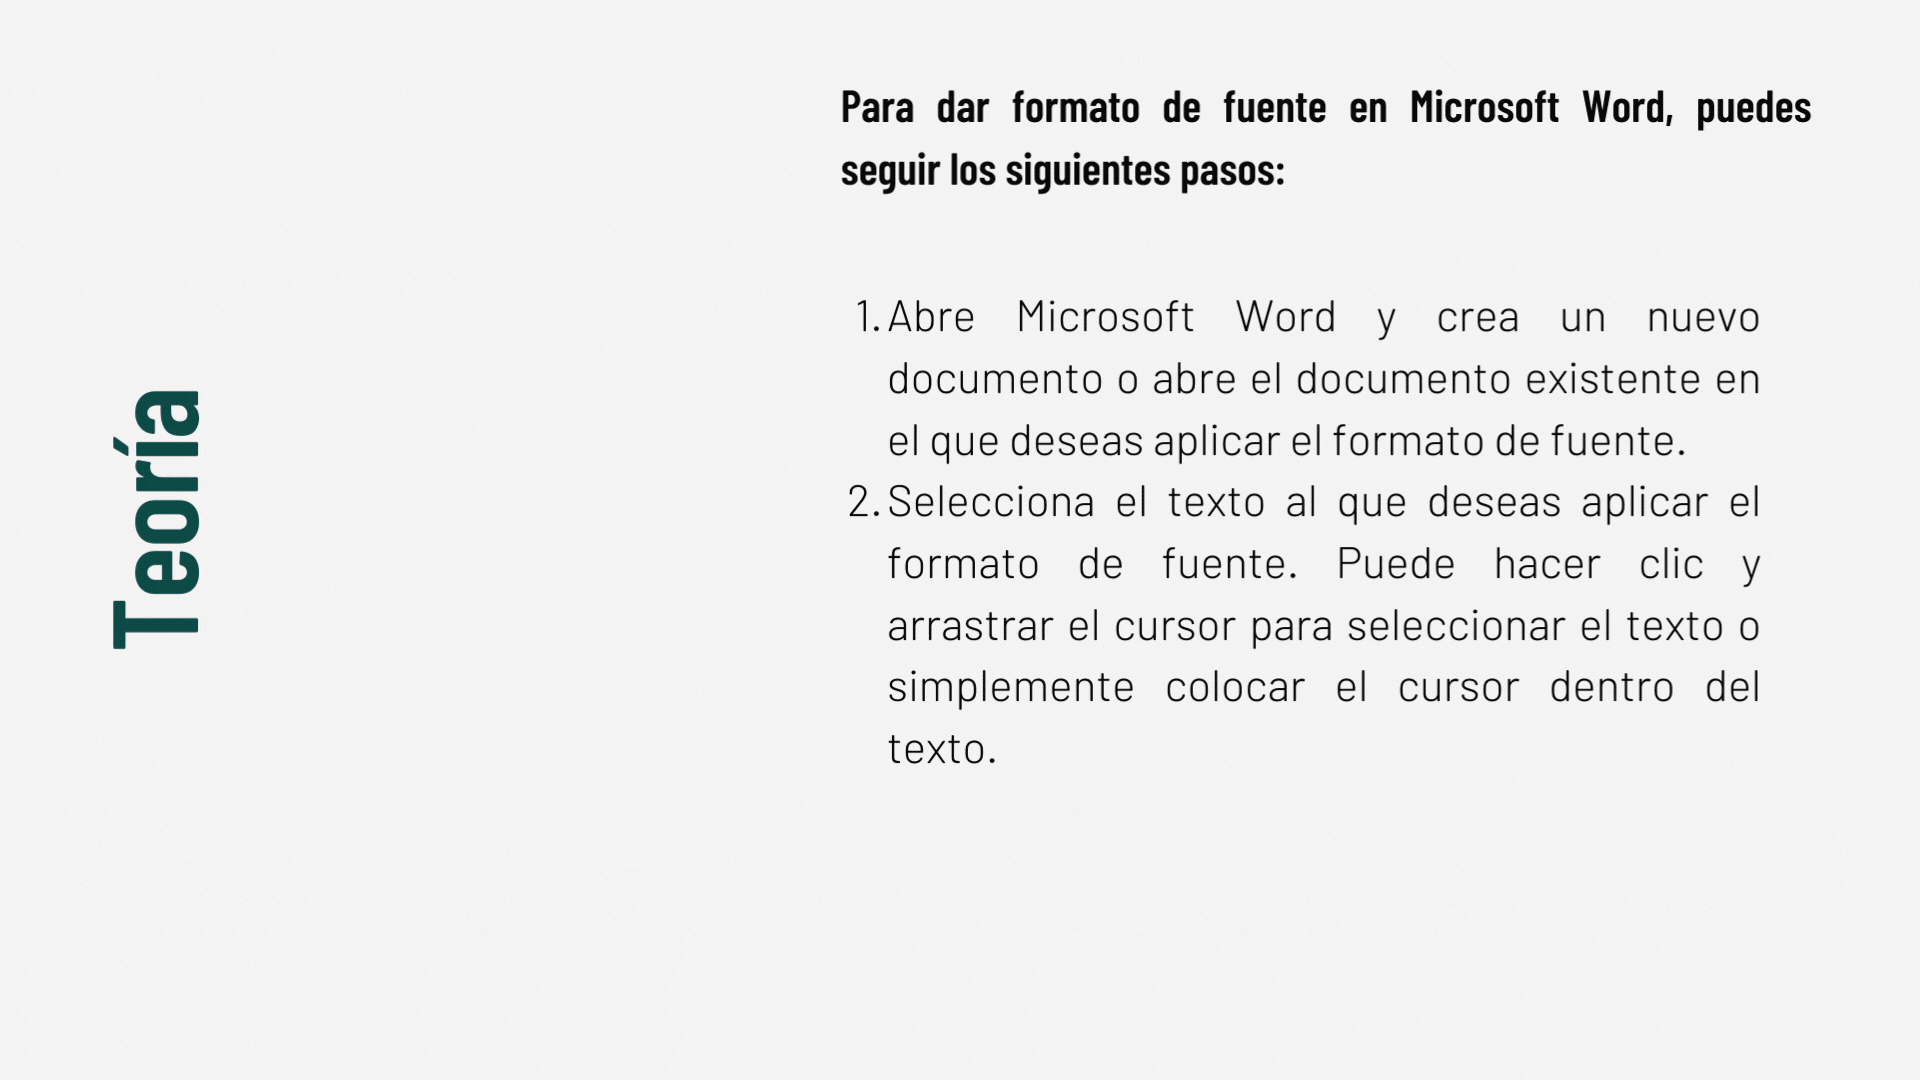 Teoría
Para dar formato de fuente en Microsoft Word, puedes
seguir los siguientes pasos:
1. Abre Microsoft Word y crea un nuevo
documento o abre el documento existente en
el que deseas aplicar el formato de fuente.
2. Selecciona el texto al que deseas aplicar el
formato de fuente. Puede hacer clic y
arrastrar el cursor para seleccionar el texto o
simplemente colocar el cursor dentro del
texto.